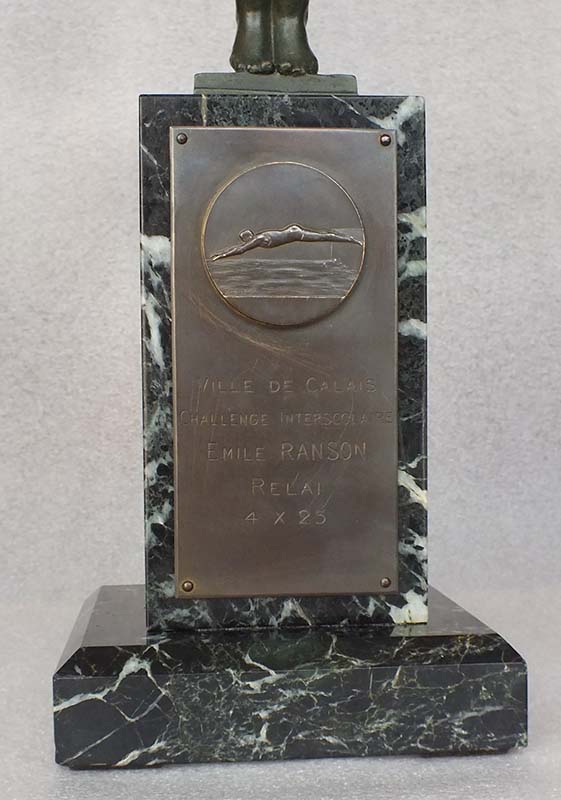 VILLE DE CALAIS
CHALLENGE INTERSCOLAIRE
EMILE RANSON
RELAI
4 X 25